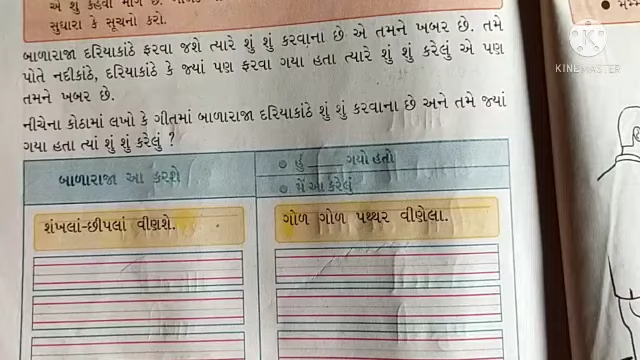 એ શું કહેવા માગે છે.
સુધારા કે સૂચનો કરો.
બાળારાજા દરિયાકાંઠે ફરવા જશે ત્યારે શું શું કરવાના છે એ તમને ખબર છે. તમે
પોતે નદીકાંઠે, દરિયાકાંઠે કે જ્યાં પણ ફરવા ગયા હતા ત્યારે શું શું કરેલું એ પણ
તમને ખબર છે.
નીચેના કોઠામાં લખો કે ગીતમાં બાળારાજા દરિયાકાંઠે શું શું કરવાના છે અને તમે જ્યાં
ગયા હતા ત્યાં શું શું કરેલું ?
બાળારાજા આ કરશે
● હું ____ ગયો હતો
● મેં આ કરેલું
શંખલાં-છીપલાં વીણશે.
ગોળ ગોળ પથ્થર વીણેલા.
KINEMASTER